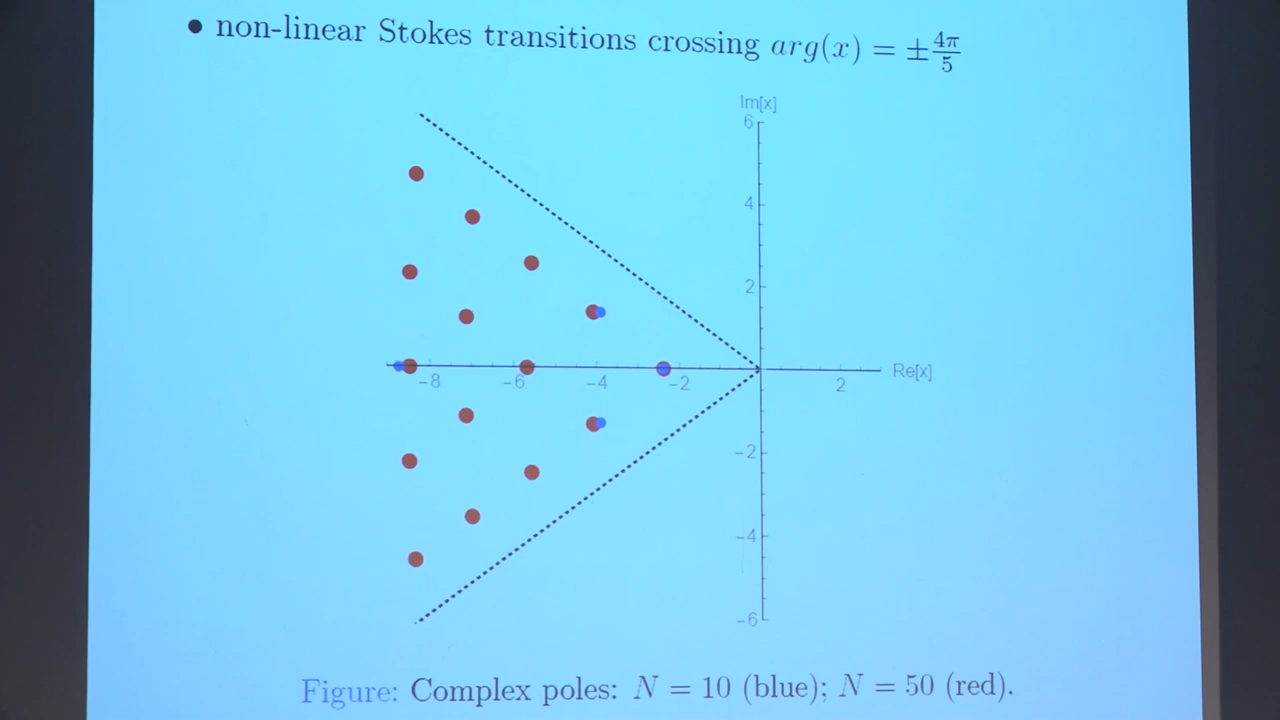 • non-linear Stokes transitions crossing arg(x) = ±4π/5
Im[x]
6
4
2
−8 −6 −4 −2 2 Re[x]
−2
−4
−6
Figure: Complex poles: N = 10 (blue); N = 50 (red).